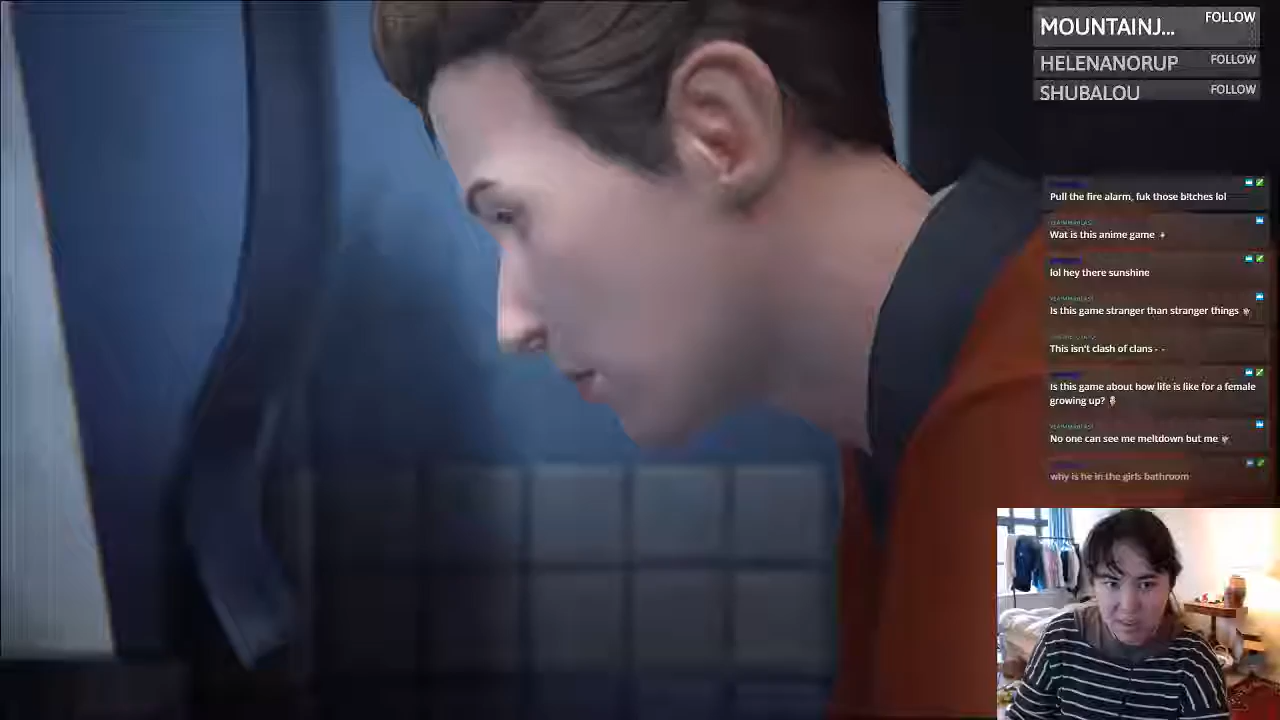 MOUNTAINJ... FOLLOW
HELENANORUP FOLLOW
SHUBALOU FOLLOW
Pull the fire alarm, fuk those b!tches lol
Wat is this anime game
lol hey there sunshine
Is this game stranger than stranger things
This isn't clash of clans - -
Is this game about how life is like for a female
growing up?
No one can see me meltdown but me
why is he in the girls bathroom